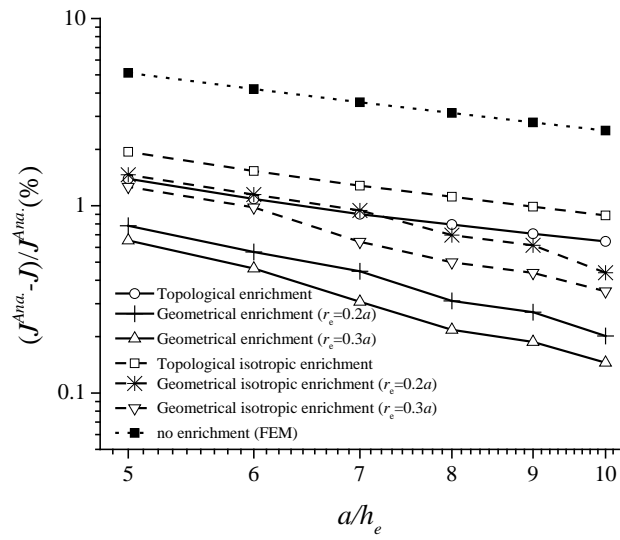 10
1
0.1
(J^Ana.-J)/J^Ana.(%)
Topological enrichment
Geometrical enrichment (r_e=0.2a)
Geometrical enrichment (r_e=0.3a)
Topological isotropic enrichment
Geometrical isotropic enrichment (r_e=0.2a)
Geometrical isotropic enrichment (r_e=0.3a)
no enrichment (FEM)
5 6 7 8 9 10
a/h_e